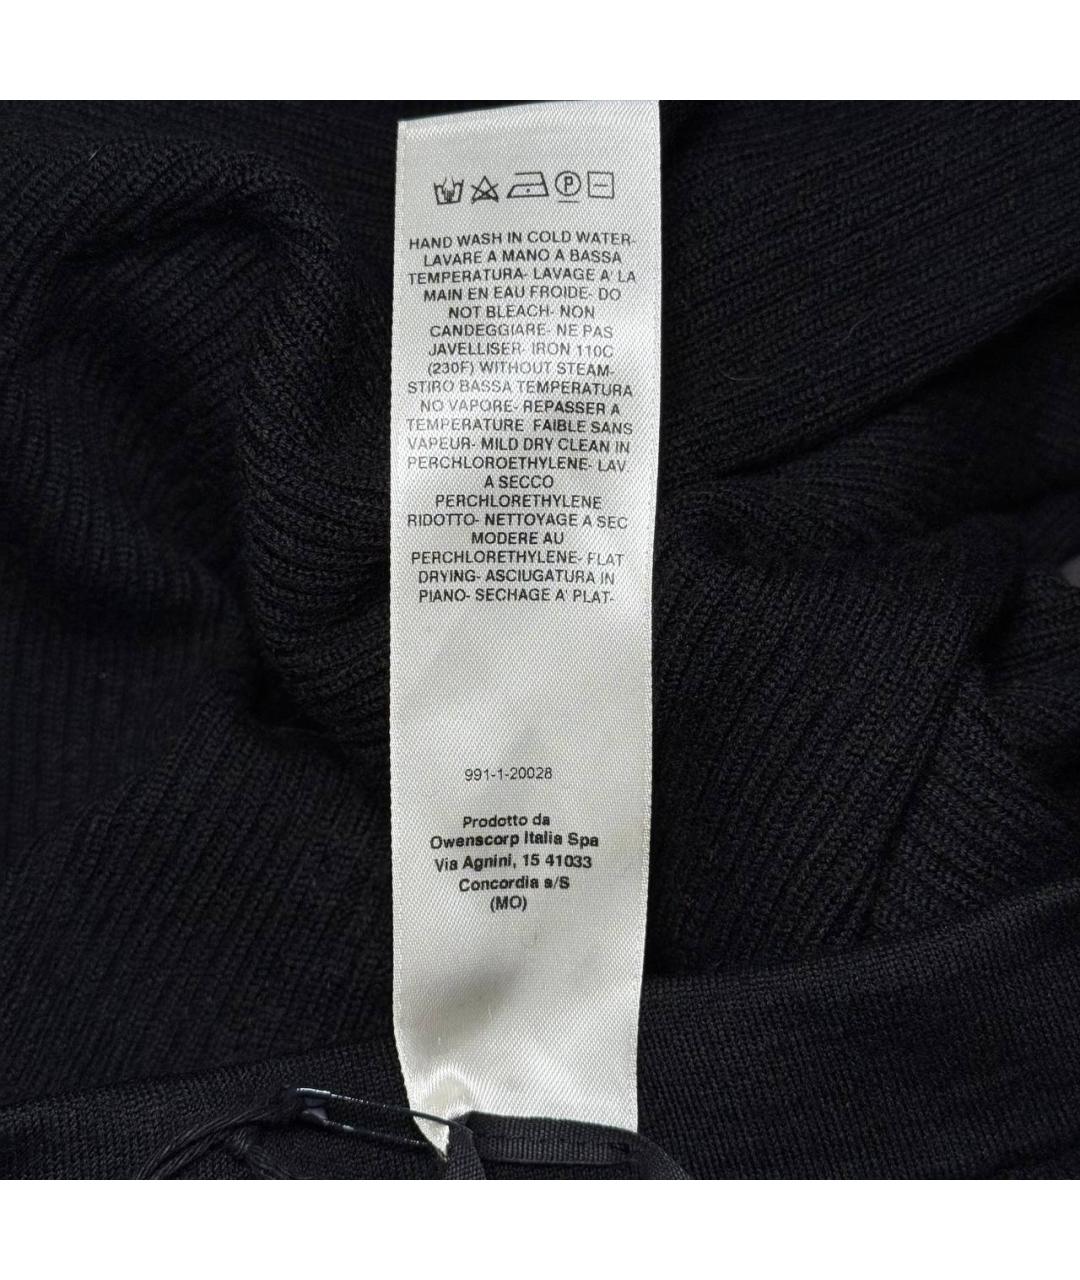 P
HAND WASH IN COLD WATER-
LAVARE A MANO A BASSA
TEMPERATURA- LAVAGE A' LA
MAIN EN EAU FROIDE- DO
NOT BLEACH- NON
CANDEGGIARE- NE PAS
JAVELLISER- IRON 110C
(230F) WITHOUT STEAM-
STIRO BASSA TEMPERATURA
NO VAPORE- REPASSER A
TEMPERATURE FAIBLE SANS
VAPEUR- MILD DRY CLEAN IN
PERCHLOROETHYLENE- LAV
A SECCO
PERCHLORETHYLENE
RIDOTTO- NETTOYAGE A SEC
MODERE AU
PERCHLORETHYLENE- FLAT
DRYING- ASCIUGATURA IN
PIANO- SECHAGE A' PLAT-
991-1-20028
Prodotto da
Owenscorp Italia Spa
Via Agnini, 15 41033
Concordia s/S
(MO)